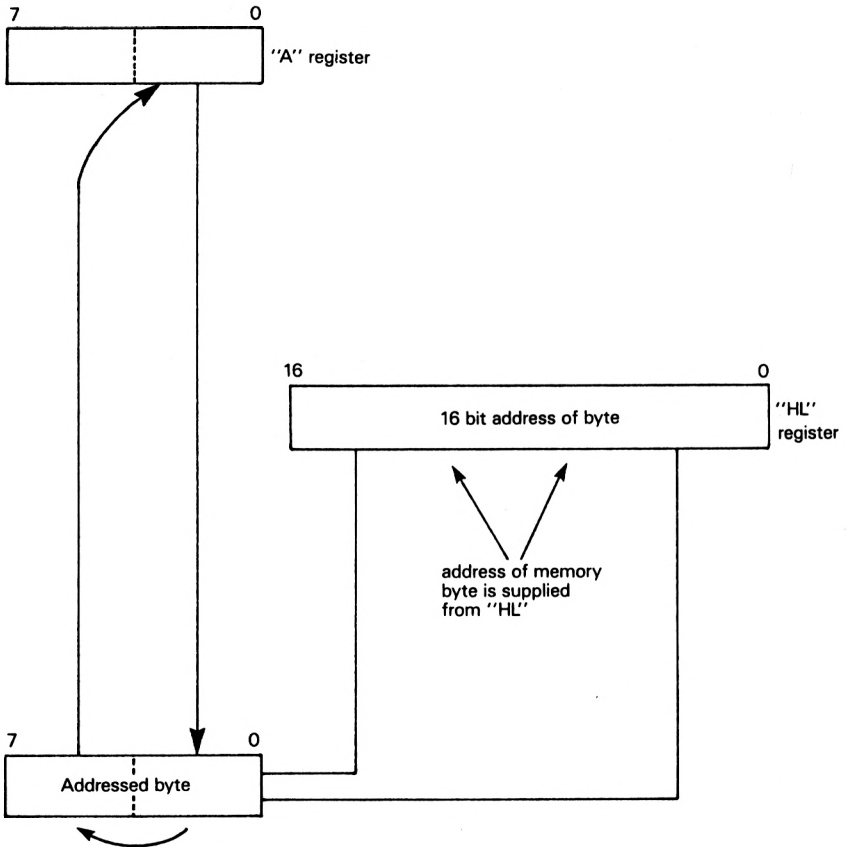 7 0
"A" register
16 0
16 bit address of byte
"HL"
register
address of memory
byte is supplied
from "HL"
7 0
Addressed byte